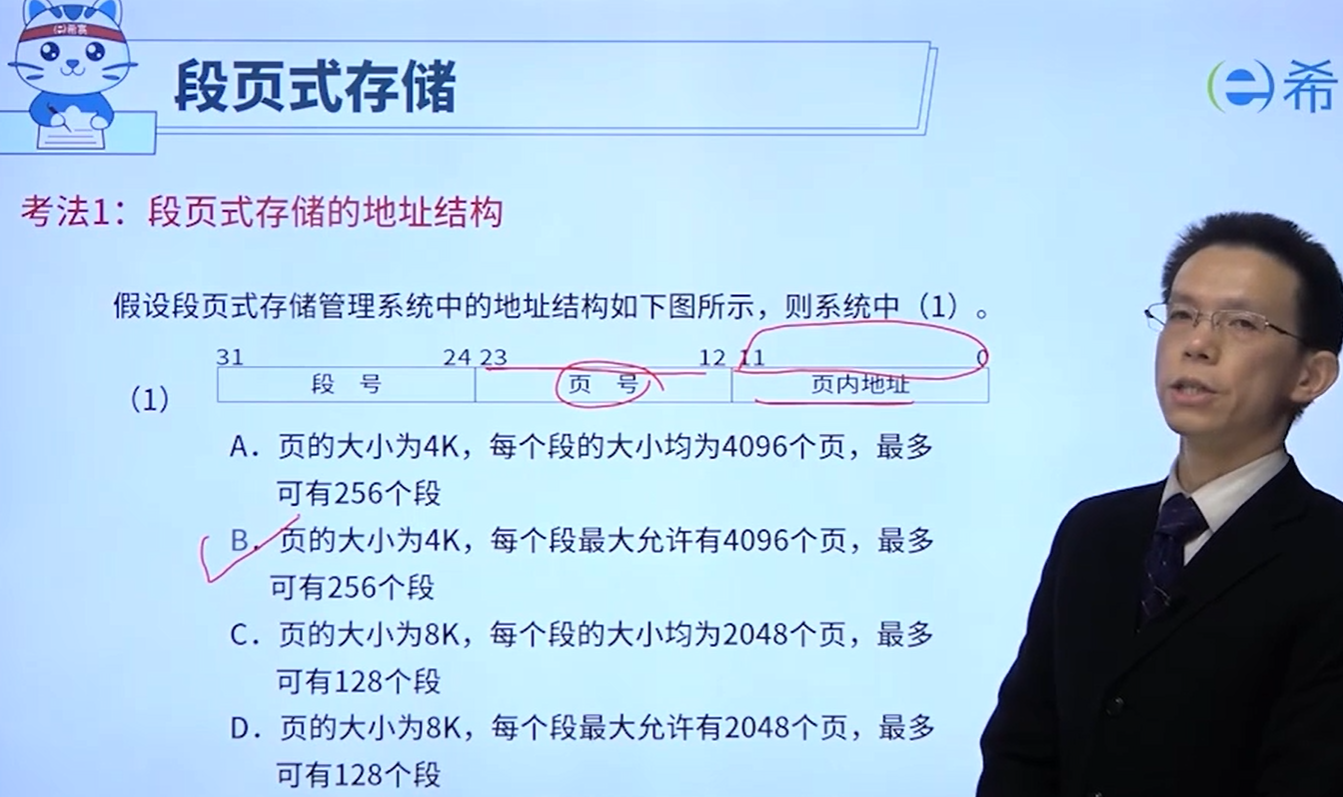 希赛
段页式存储
希
考法1：段页式存储的地址结构
假设段页式存储管理系统中的地址结构如下图所示，则系统中（1）。
31 24 23 12 11 0
（1） 段 号 页 号 页内地址
A．页的大小为4K，每个段的大小均为4096个页，最多
可有256个段
B．页的大小为4K，每个段最大允许有4096个页，最多
可有256个段
C．页的大小为8K，每个段的大小均为2048个页，最多
可有128个段
D．页的大小为8K，每个段最大允许有2048个页，最多
可有128个段